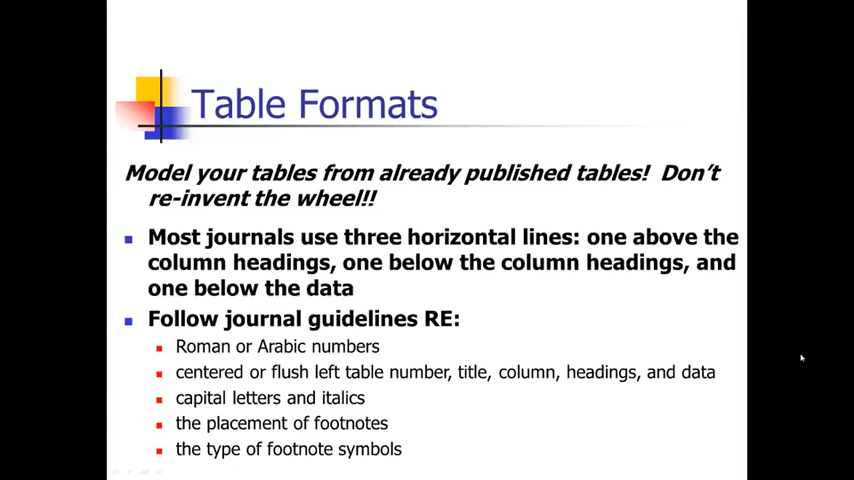 Table Formats
Model your tables from already published tables! Don't
re-invent the wheel!!
Most journals use three horizontal lines: one above the
column headings, one below the column headings, and
one below the data
Follow journal guidelines RE:
Roman or Arabic numbers
centered or flush left table number, title, column, headings, and data
capital letters and italics
the placement of footnotes
the type of footnote symbols